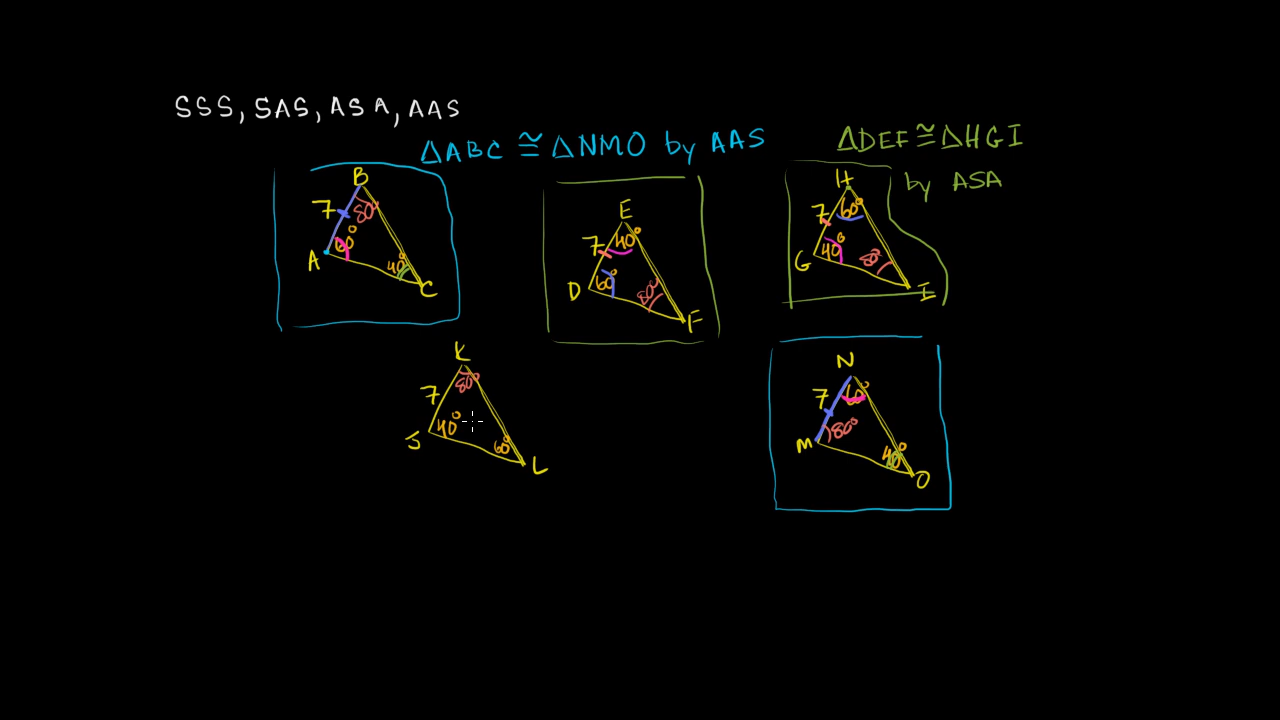 SSS, SAS, ASA, AAS
△ABC ≅ △NMO by AAS
△DEF ≅ △HGI
by ASA
B
7
80°
60°
A
40°
C
E
7
40°
D
60°
80°
F
H
7
60°
G
40°
80°
I
K
7
80°
J
40°
60°
L
N
7
60°
M
80°
40°
O